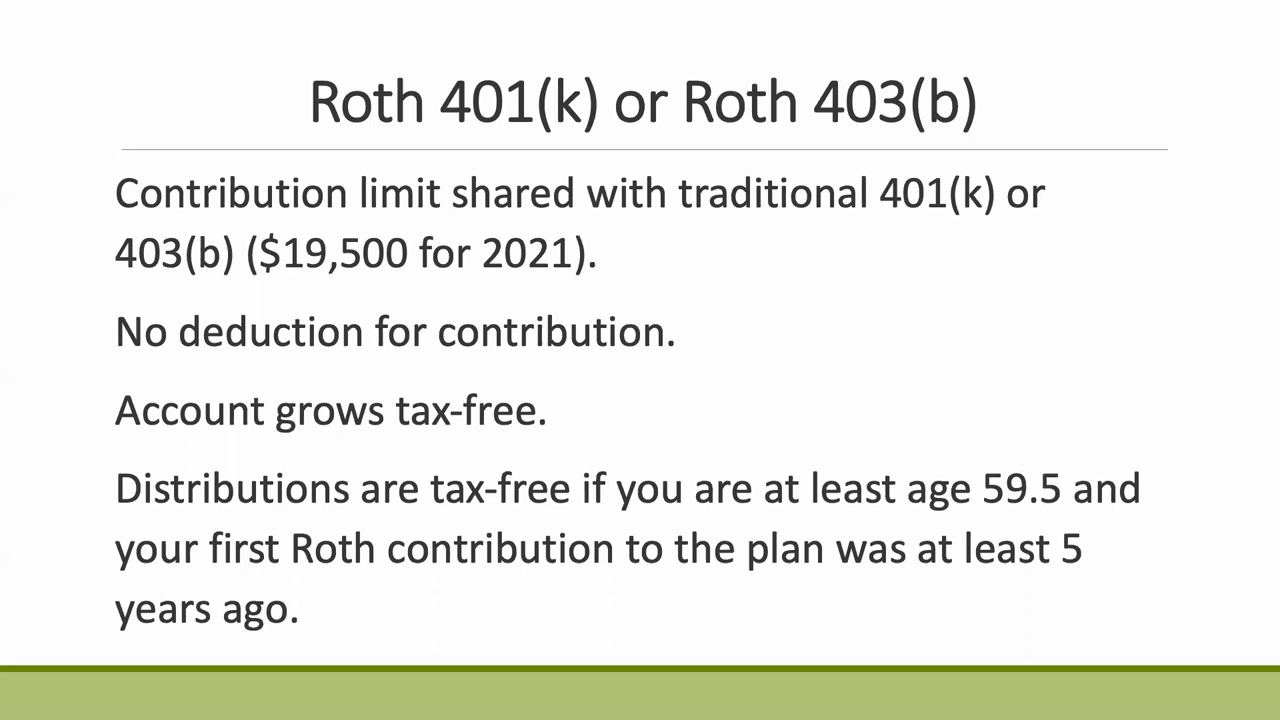 Roth 401(k) or Roth 403(b)
Contribution limit shared with traditional 401(k) or
403(b) ($19,500 for 2021).
No deduction for contribution.
Account grows tax-free.
Distributions are tax-free if you are at least age 59.5 and
your first Roth contribution to the plan was at least 5
years ago.